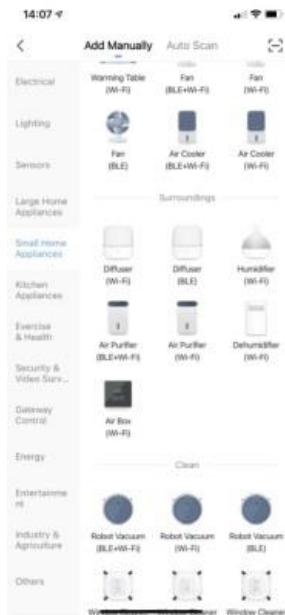 14:07
Add Manually Auto Scan
Electrical
Lighting
Sensors
Large Home
Appliances
Small Home
Appliances
Kitchen
Appliances
Exercise
& Health
Security &
Video Surv...
Gateway
Control
Energy
Entertainme
nt
Industry &
Agriculture
Others
Warming Table
(Wi-Fi)
Fan
(BLE+Wi-Fi)
Fan
(Wi-Fi)
Fan
(BLE)
Air Cooler
(BLE+Wi-Fi)
Air Cooler
(Wi-Fi)
Surroundings
Diffuser
(Wi-Fi)
Diffuser
(BLE)
Humidifier
(Wi-Fi)
Air Purifier
(BLE+Wi-Fi)
Air Purifier
(Wi-Fi)
Dehumidifier
(Wi-Fi)
Air Box
(Wi-Fi)
Clean
Robot Vacuum
(BLE+Wi-Fi)
Robot Vacuum
(Wi-Fi)
Robot Vacuum
(BLE)
Window Cleaner